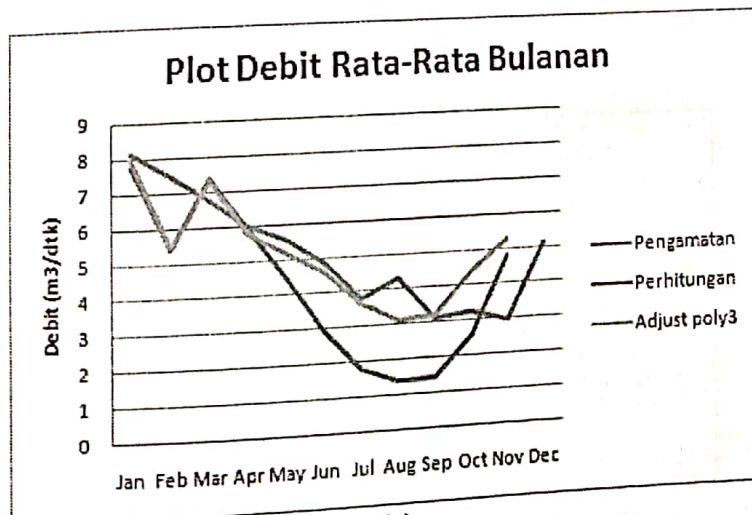 Plot Debit Rata-Rata Bulanan
Debit (m3/dtk)
9
8
7
6
5
4
3
2
1
0
Jan Feb Mar Apr May Jun Jul Aug Sep Oct Nov Dec
Pengamatan
Perhitungan
Adjust poly3